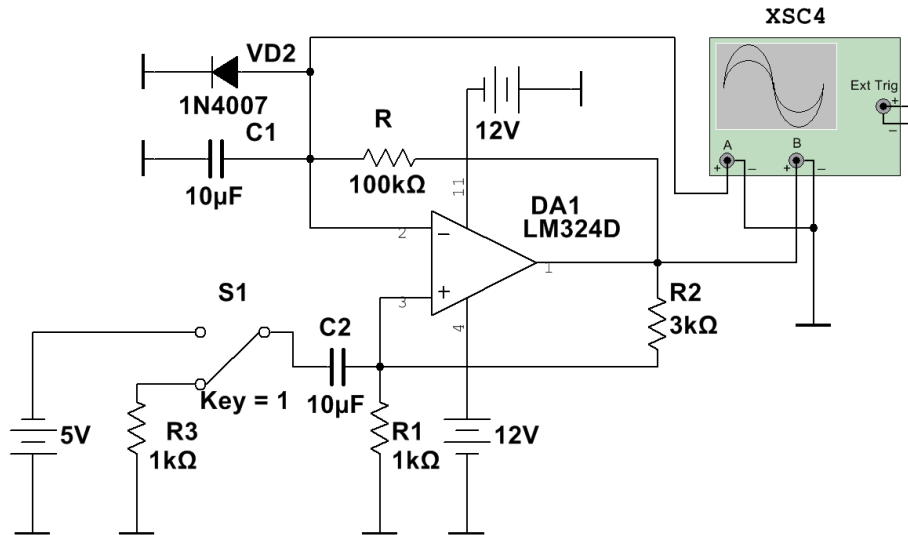 XSC4
VD2
1N4007
C1
10µF
R
100kΩ
12V
Ext Trig
+
−
A
B
+ − + −
11
DA1
LM324D
2
−
1
3
+
4
S1
C2
10µF
Key = 1
R2
3kΩ
5V
R3
1kΩ
R1
1kΩ
12V